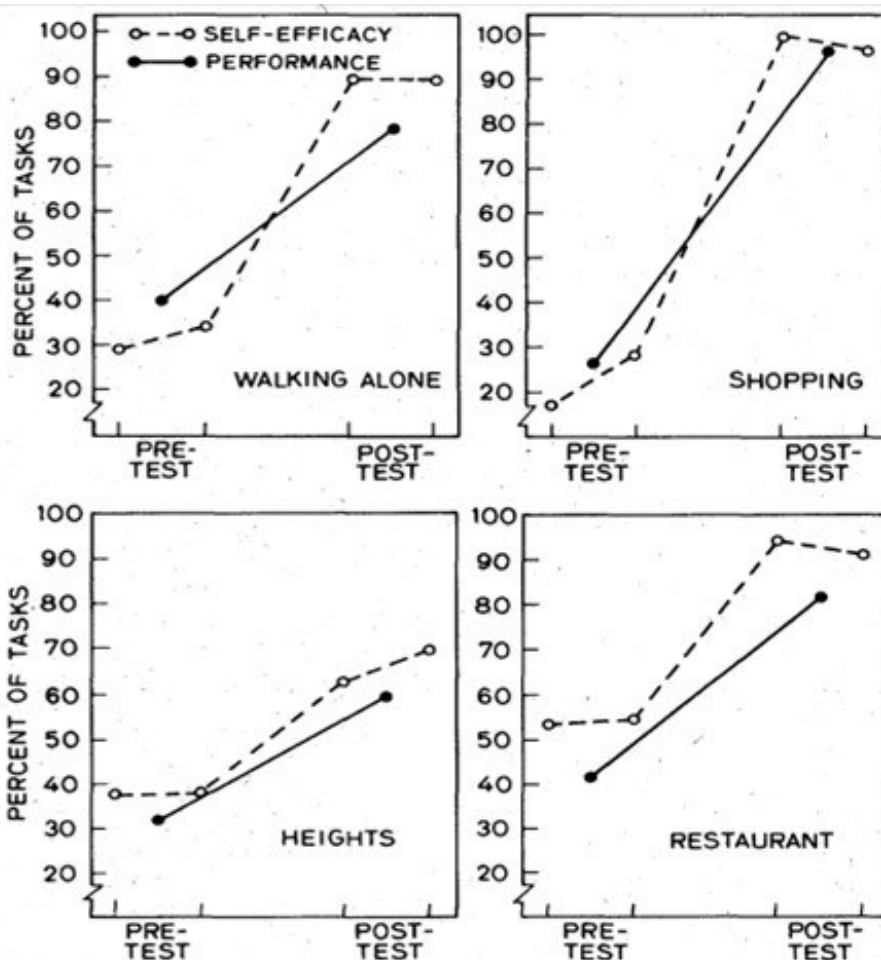 100
90
80
70
60
50
40
30
20
PERCENT OF TASKS
SELF-EFFICACY
PERFORMANCE
WALKING ALONE
PRE-
TEST
POST-
TEST
100
90
80
70
60
50
40
30
20
SHOPPING
PRE-
TEST
POST-
TEST
100
90
70
60
50
40
30
20
PERCENT OF TASKS
HEIGHTS
PRE-
TEST
POST-
TEST
100
90
80
70
60
50
40
30
20
RESTAURANT
PRE-
TEST
POST-
TEST